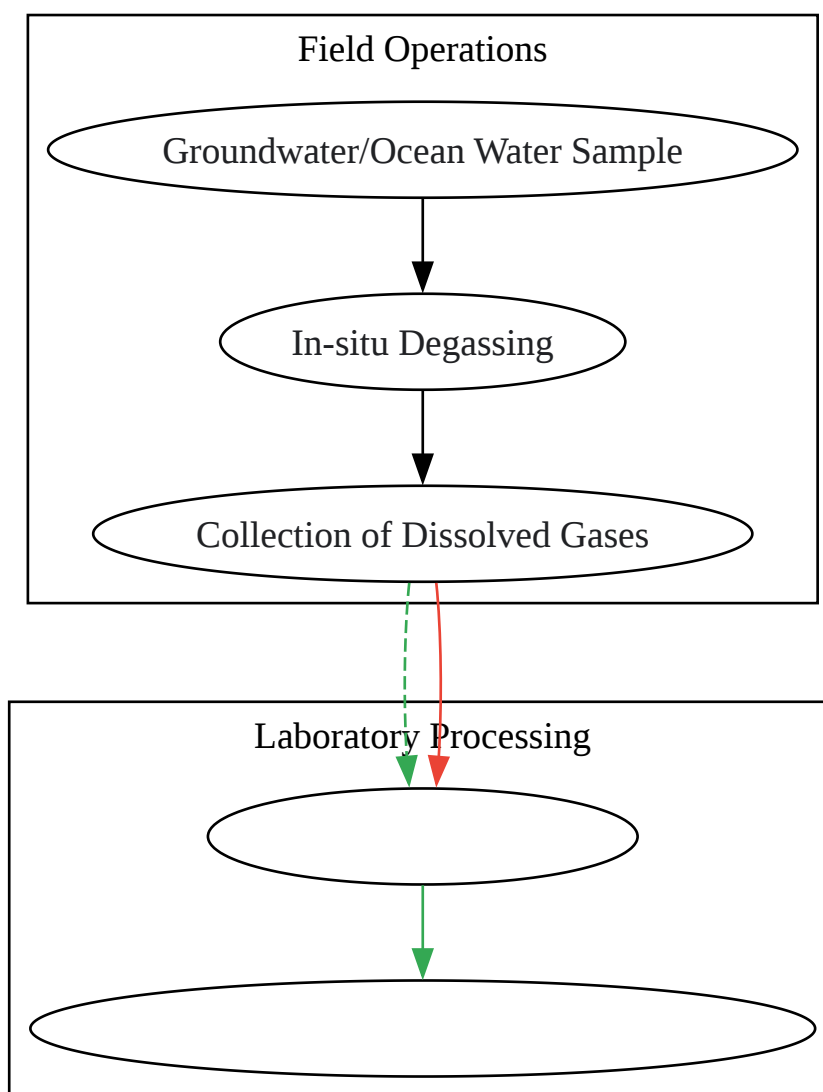 Field Operations
Groundwater/Ocean Water Sample
In-situ Degassing
Collection of Dissolved Gases
Laboratory Processing